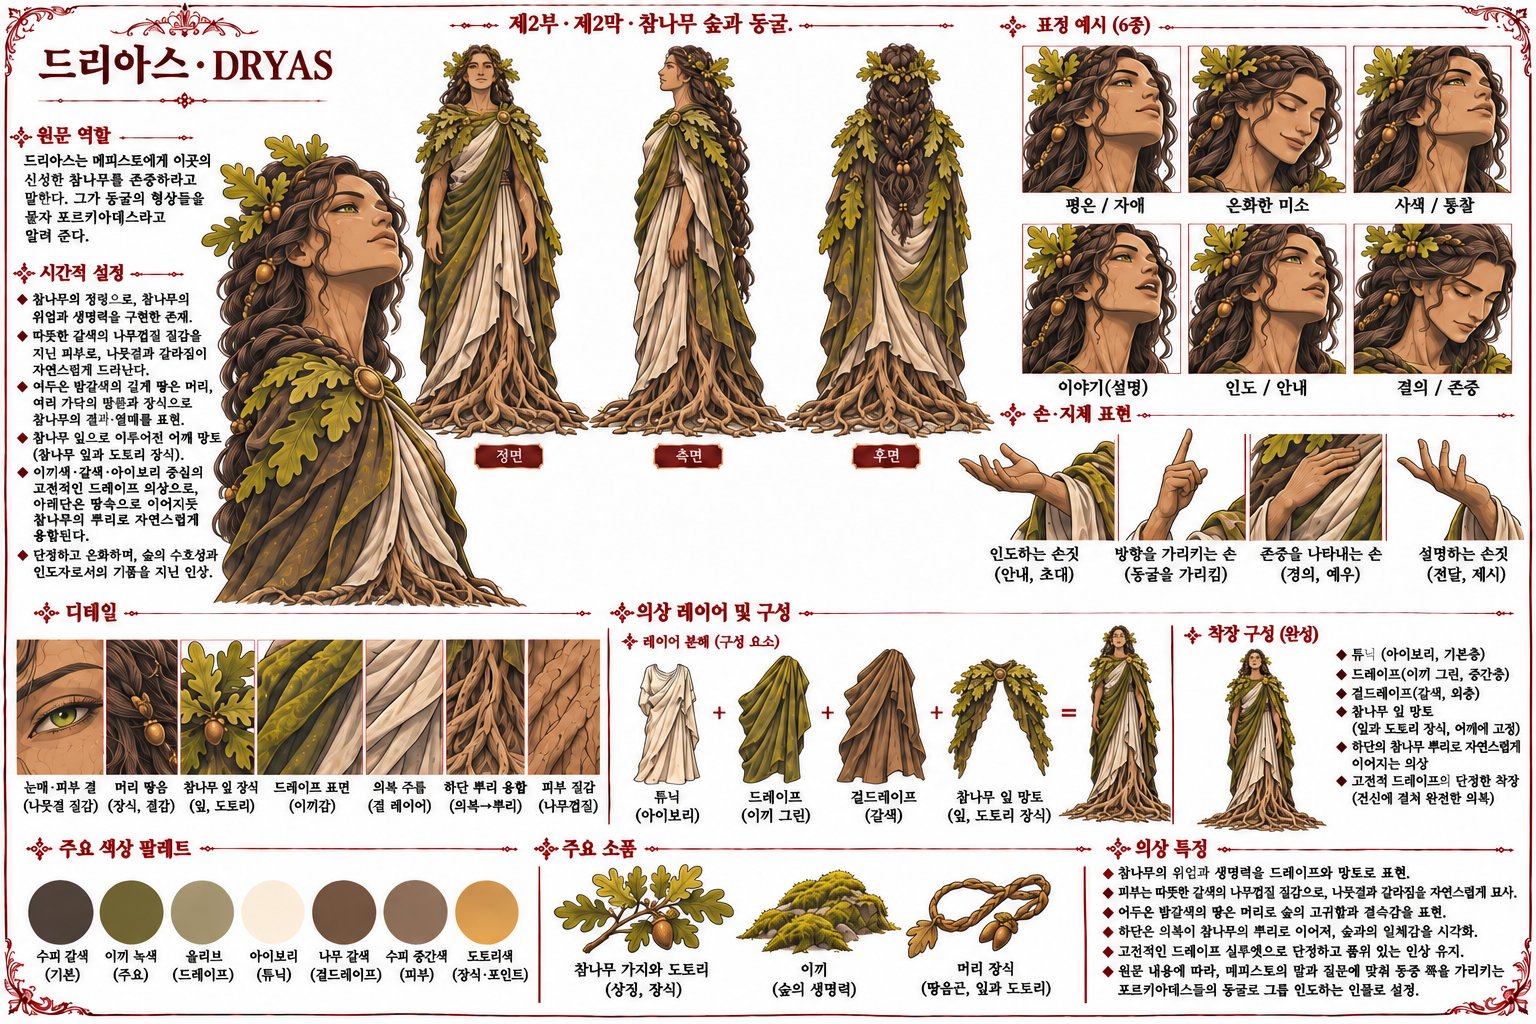 드리아스·DRYAS
제2부·제2막·참나무 숲과 동굴.
원문 역할
드리아스는 메피스토에게 이곳의
신성한 참나무를 존중하라고
말한다. 그가 동굴의 형상들을
묻자 포르키아데스라고
알려 준다.
시간적 설정
참나무의 정령으로, 참나무의
위엄과 생명력을 구현한 존재.
따뜻한 갈색의 나무껍질 질감을
지닌 피부로, 나뭇결과 갈라짐이
자연스럽게 드러난다.
어두운 밤갈색의 길게 땋은 머리,
여러 가닥의 땋음과 장식으로
참나무의 결과·열매를 표현.
참나무 잎으로 이루어진 어깨 망토
(참나무 잎과 도토리 장식).
이끼색·갈색·아이보리 중심의
고전적인 드레이프 의상으로,
아래단은 땅속으로 이어지듯
참나무의 뿌리로 자연스럽게
융합된다.
단정하고 온화하며, 숲의 수호성과
인도자로서의 기품을 지닌 인상.
정면
측면
후면
표정 예시 (6종)
평온 / 자애
온화한 미소
사색 / 통찰
이야기(설명)
인도 / 안내
결의 / 존중
손·지체 표현
인도하는 손짓
(안내, 초대)
방향을 가리키는 손
(동굴을 가리킴)
존중을 나타내는 손
(경의, 예우)
설명하는 손짓
(전달, 제시)
디테일
눈매·피부 결
(나뭇결 질감)
머리 땋음
(장식, 결감)
참나무 잎 장식
(잎, 도토리)
드레이프 표면
(이끼감)
의복 주름
(결 레이어)
하단 뿌리 융합
(의복→뿌리)
피부 질감
(나무껍질)
의상 레이어 및 구성
레이어 분해 (구성 요소)
튜닉
(아이보리)
+
드레이프
(이끼 그린)
+
겉드레이프
(갈색)
+
참나무 잎 망토
(잎, 도토리 장식)
=
착장 구성 (완성)
튜닉 (아이보리, 기본층)
드레이프(이끼 그린, 중간층)
겉드레이프(갈색, 외층)
참나무 잎 망토
(잎과 도토리 장식, 어깨에 고정)
하단의 참나무 뿌리로 자연스럽게
이어지는 의상
고전적 드레이프의 단정한 착장
(전신에 걸쳐 완전한 의복)
주요 색상 팔레트
수피 갈색
(기본)
이끼 녹색
(주요)
올리브
(드레이프)
아이보리
(튜닉)
나무 갈색
(겉드레이프)
수피 중간색
(피부)
도토리색
(장식·포인트)
주요 소품
참나무 가지와 도토리
(상징, 장식)
이끼
(숲의 생명력)
머리 장식
(땋음끈, 잎과 도토리)
의상 특징
참나무의 위엄과 생명력을 드레이프와 망토로 표현.
피부는 따뜻한 갈색의 나무껍질 질감으로, 나뭇결과 갈라짐을 자연스럽게 묘사.
어두운 밤갈색의 땋은 머리로 숲의 고귀함과 결속감을 표현.
하단은 의복이 참나무의 뿌리로 이어져, 숲과의 일체감을 시각화.
고전적인 드레이프 실루엣으로 단정하고 품위 있는 인상 유지.
원문 내용에 따라, 메피스토의 말과 질문에 맞춰 동중 쪽을 가리키는
포르키아데스들의 동굴로 그를 인도하는 인물로 설정.